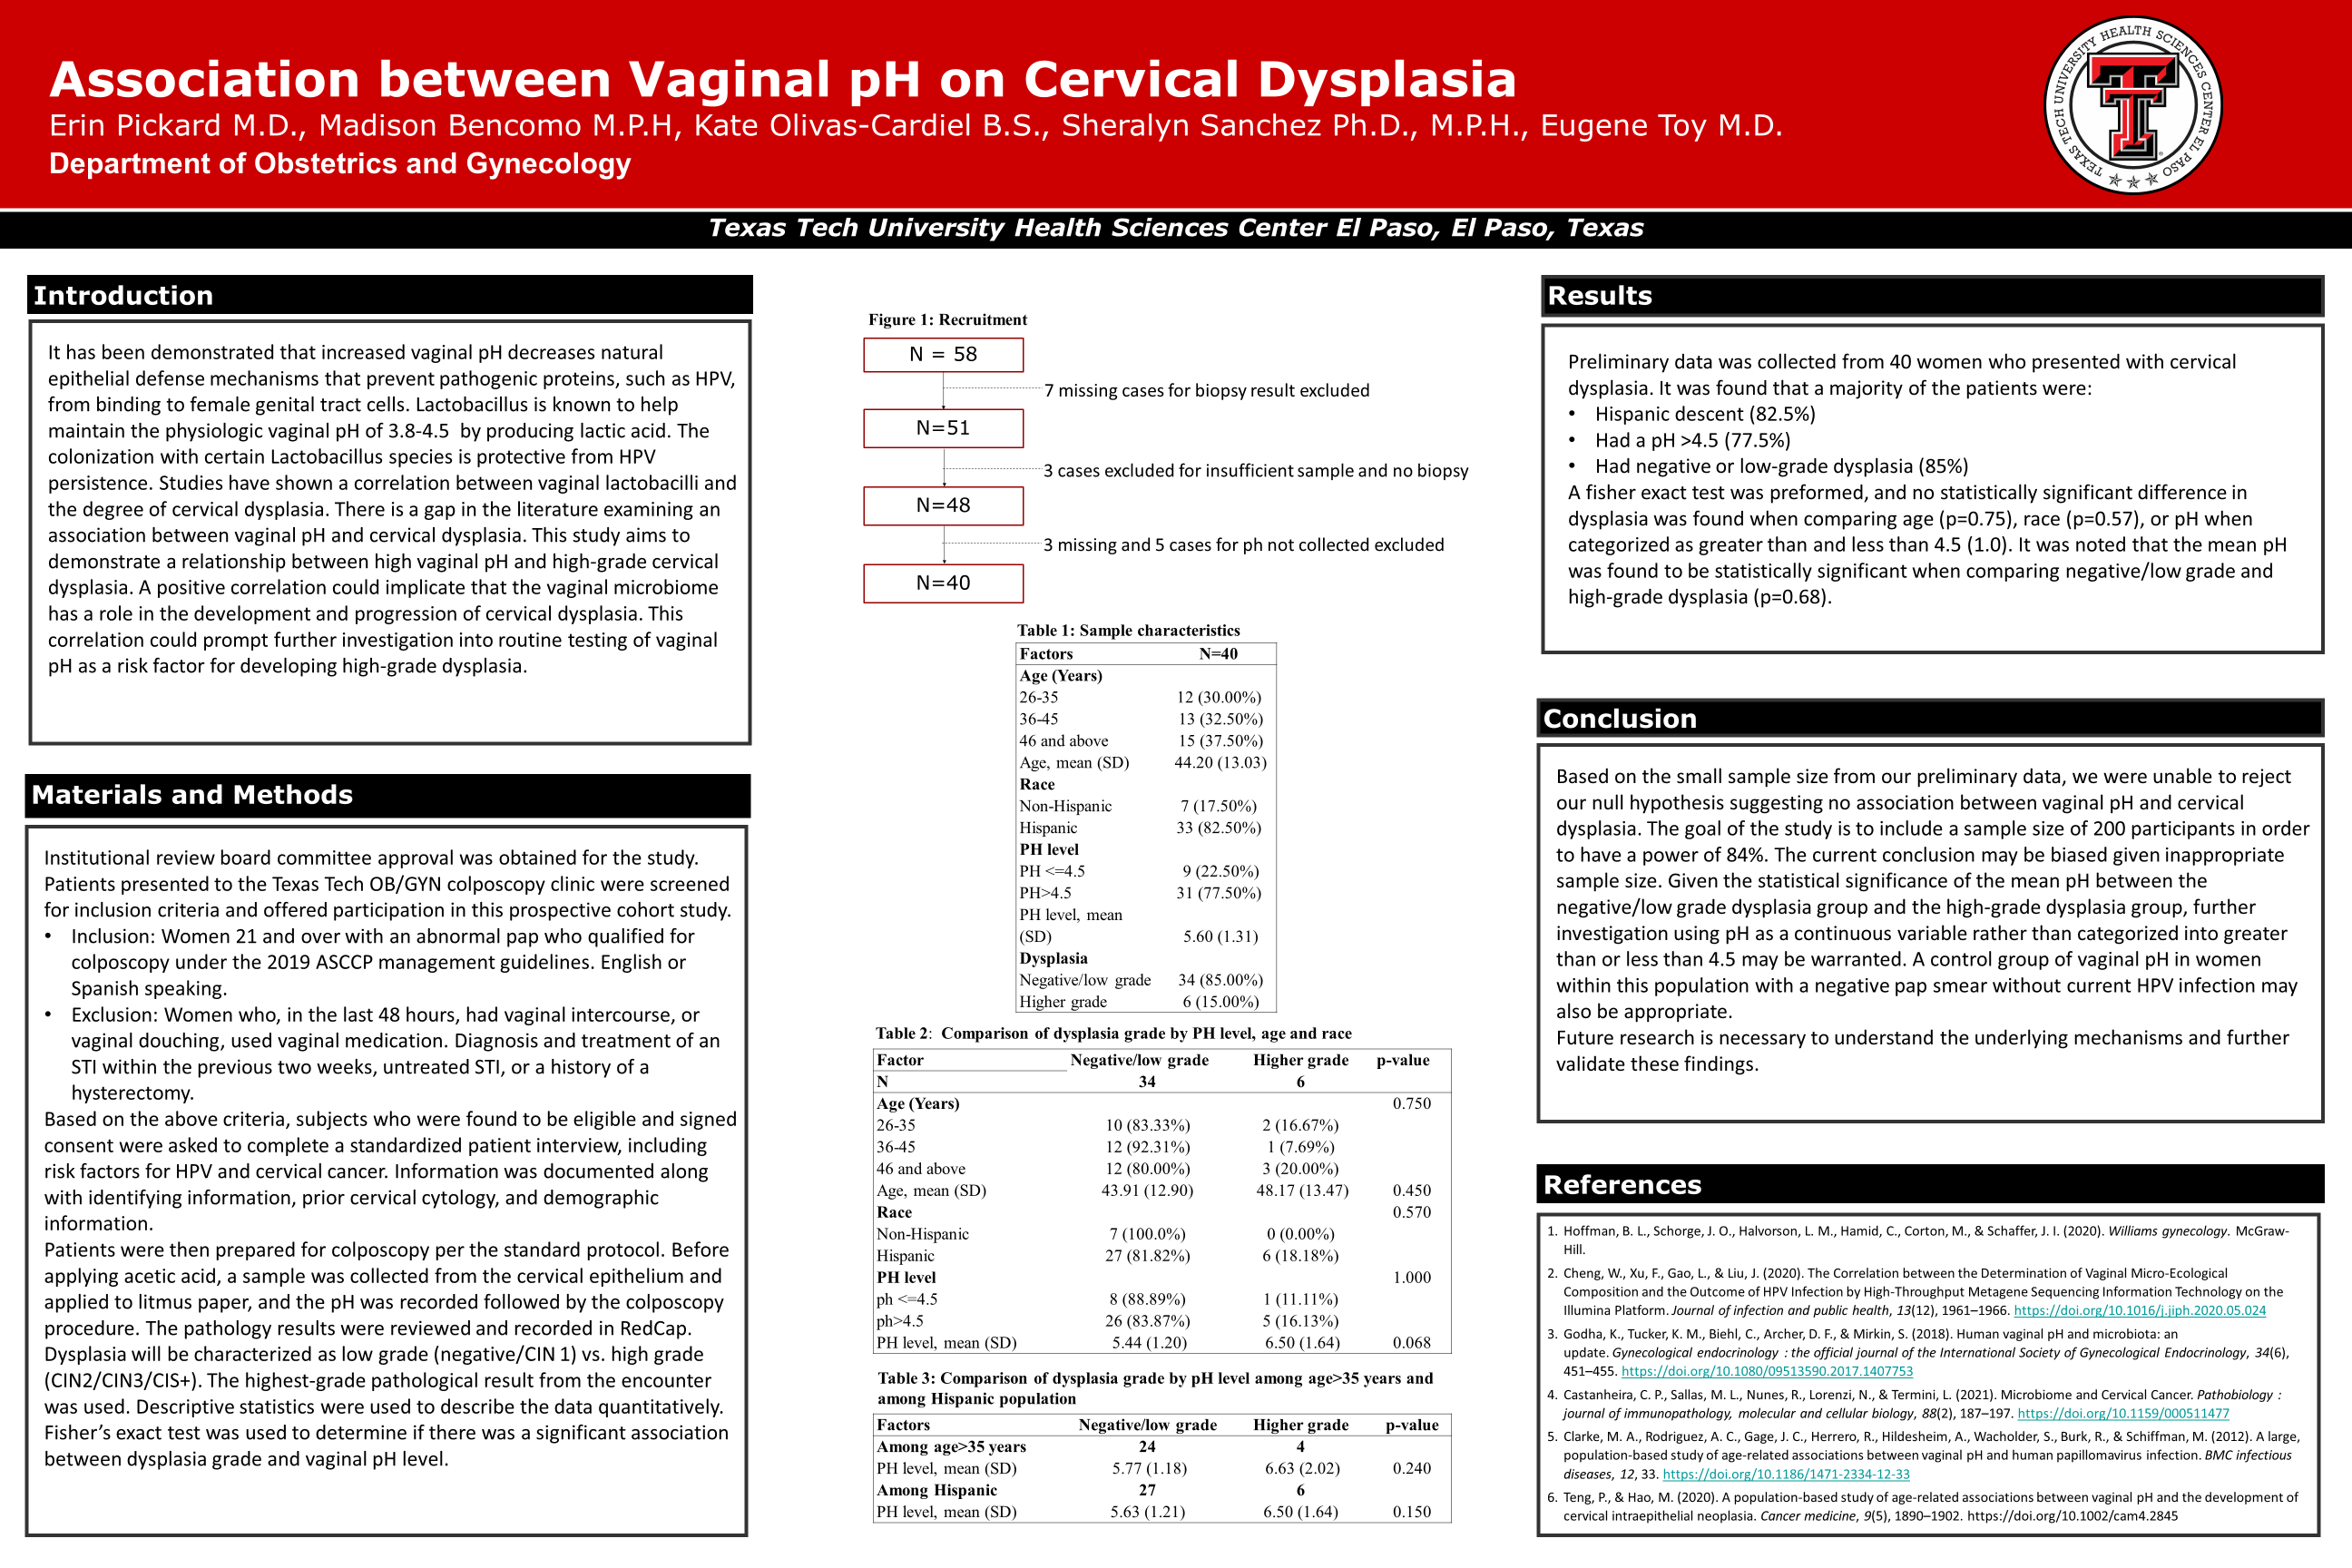 Association between Vaginal pH on Cervical Dysplasia
Erin Pickard M.D., Madison Bencomo M.P.H, Kate Olivas-Cardiel B.S., Sheralyn Sanchez Ph.D., M.P.H., Eugene Toy M.D.
Department of Obstetrics and Gynecology
TEXAS TECH UNIVERSITY HEALTH SCIENCES CENTER EL PASO
Texas Tech University Health Sciences Center El Paso, El Paso, Texas
Introduction
It has been demonstrated that increased vaginal pH decreases natural
epithelial defense mechanisms that prevent pathogenic proteins, such as HPV,
from binding to female genital tract cells. Lactobacillus is known to help
maintain the physiologic vaginal pH of 3.8-4.5  by producing lactic acid. The
colonization with certain Lactobacillus species is protective from HPV
persistence. Studies have shown a correlation between vaginal lactobacilli and
the degree of cervical dysplasia. There is a gap in the literature examining an
association between vaginal pH and cervical dysplasia. This study aims to
demonstrate a relationship between high vaginal pH and high-grade cervical
dysplasia. A positive correlation could implicate that the vaginal microbiome
has a role in the development and progression of cervical dysplasia. This
correlation could prompt further investigation into routine testing of vaginal
pH as a risk factor for developing high-grade dysplasia.
Materials and Methods
Institutional review board committee approval was obtained for the study.
Patients presented to the Texas Tech OB/GYN colposcopy clinic were screened
for inclusion criteria and offered participation in this prospective cohort study.
• Inclusion: Women 21 and over with an abnormal pap who qualified for
colposcopy under the 2019 ASCCP management guidelines. English or
Spanish speaking.
• Exclusion: Women who, in the last 48 hours, had vaginal intercourse, or
vaginal douching, used vaginal medication. Diagnosis and treatment of an
STI within the previous two weeks, untreated STI, or a history of a
hysterectomy.
Based on the above criteria, subjects who were found to be eligible and signed
consent were asked to complete a standardized patient interview, including
risk factors for HPV and cervical cancer. Information was documented along
with identifying information, prior cervical cytology, and demographic
information.
Patients were then prepared for colposcopy per the standard protocol. Before
applying acetic acid, a sample was collected from the cervical epithelium and
applied to litmus paper, and the pH was recorded followed by the colposcopy
procedure. The pathology results were reviewed and recorded in RedCap.
Dysplasia will be characterized as low grade (negative/CIN 1) vs. high grade
(CIN2/CIN3/CIS+). The highest-grade pathological result from the encounter
was used. Descriptive statistics were used to describe the data quantitatively.
Fisher's exact test was used to determine if there was a significant association
between dysplasia grade and vaginal pH level.
Figure 1: Recruitment
N = 58
7 missing cases for biopsy result excluded
N=51
3 cases excluded for insufficient sample and no biopsy
N=48
3 missing and 5 cases for ph not collected excluded
N=40
Table 1: Sample characteristics
Factors N=40
Age (Years)
26-35 12 (30.00%)
36-45 13 (32.50%)
46 and above 15 (37.50%)
Age, mean (SD) 44.20 (13.03)
Race
Non-Hispanic 7 (17.50%)
Hispanic 33 (82.50%)
PH level
PH <=4.5 9 (22.50%)
PH>4.5 31 (77.50%)
PH level, mean
(SD) 5.60 (1.31)
Dysplasia
Negative/low grade 34 (85.00%)
Higher grade 6 (15.00%)
Table 2:  Comparison of dysplasia grade by PH level, age and race
Factor Negative/low grade Higher grade p-value
N 34 6
Age (Years) 0.750
26-35 10 (83.33%) 2 (16.67%)
36-45 12 (92.31%) 1 (7.69%)
46 and above 12 (80.00%) 3 (20.00%)
Age, mean (SD) 43.91 (12.90) 48.17 (13.47) 0.450
Race 0.570
Non-Hispanic 7 (100.0%) 0 (0.00%)
Hispanic 27 (81.82%) 6 (18.18%)
PH level 1.000
ph <=4.5 8 (88.89%) 1 (11.11%)
ph>4.5 26 (83.87%) 5 (16.13%)
PH level, mean (SD) 5.44 (1.20) 6.50 (1.64) 0.068
Table 3: Comparison of dysplasia grade by pH level among age>35 years and
among Hispanic population
Factors Negative/low grade Higher grade p-value
Among age>35 years 24 4
PH level, mean (SD) 5.77 (1.18) 6.63 (2.02) 0.240
Among Hispanic 27 6
PH level, mean (SD) 5.63 (1.21) 6.50 (1.64) 0.150
Results
Preliminary data was collected from 40 women who presented with cervical
dysplasia. It was found that a majority of the patients were:
• Hispanic descent (82.5%)
• Had a pH >4.5 (77.5%)
• Had negative or low-grade dysplasia (85%)
A fisher exact test was preformed, and no statistically significant difference in
dysplasia was found when comparing age (p=0.75), race (p=0.57), or pH when
categorized as greater than and less than 4.5 (1.0). It was noted that the mean pH
was found to be statistically significant when comparing negative/low grade and
high-grade dysplasia (p=0.68).
Conclusion
Based on the small sample size from our preliminary data, we were unable to reject
our null hypothesis suggesting no association between vaginal pH and cervical
dysplasia. The goal of the study is to include a sample size of 200 participants in order
to have a power of 84%. The current conclusion may be biased given inappropriate
sample size. Given the statistical significance of the mean pH between the
negative/low grade dysplasia group and the high-grade dysplasia group, further
investigation using pH as a continuous variable rather than categorized into greater
than or less than 4.5 may be warranted. A control group of vaginal pH in women
within this population with a negative pap smear without current HPV infection may
also be appropriate.
Future research is necessary to understand the underlying mechanisms and further
validate these findings.
References
1. Hoffman, B. L., Schorge, J. O., Halvorson, L. M., Hamid, C., Corton, M., & Schaffer, J. I. (2020). Williams gynecology. McGraw-
Hill.
2. Cheng, W., Xu, F., Gao, L., & Liu, J. (2020). The Correlation between the Determination of Vaginal Micro-Ecological
Composition and the Outcome of HPV Infection by High-Throughput Metagene Sequencing Information Technology on the
Illumina Platform. Journal of infection and public health, 13(12), 1961–1966. https://doi.org/10.1016/j.jiph.2020.05.024
3. Godha, K., Tucker, K. M., Biehl, C., Archer, D. F., & Mirkin, S. (2018). Human vaginal pH and microbiota: an
update. Gynecological endocrinology : the official journal of the International Society of Gynecological Endocrinology, 34(6),
451–455. https://doi.org/10.1080/09513590.2017.1407753
4. Castanheira, C. P., Sallas, M. L., Nunes, R., Lorenzi, N., & Termini, L. (2021). Microbiome and Cervical Cancer. Pathobiology :
journal of immunopathology, molecular and cellular biology, 88(2), 187–197. https://doi.org/10.1159/000511477
5. Clarke, M. A., Rodriguez, A. C., Gage, J. C., Herrero, R., Hildesheim, A., Wacholder, S., Burk, R., & Schiffman, M. (2012). A large,
population-based study of age-related associations between vaginal pH and human papillomavirus infection. BMC infectious
diseases, 12, 33. https://doi.org/10.1186/1471-2334-12-33
6. Teng, P., & Hao, M. (2020). A population-based study of age-related associations between vaginal pH and the development of
cervical intraepithelial neoplasia. Cancer medicine, 9(5), 1890–1902. https://doi.org/10.1002/cam4.2845